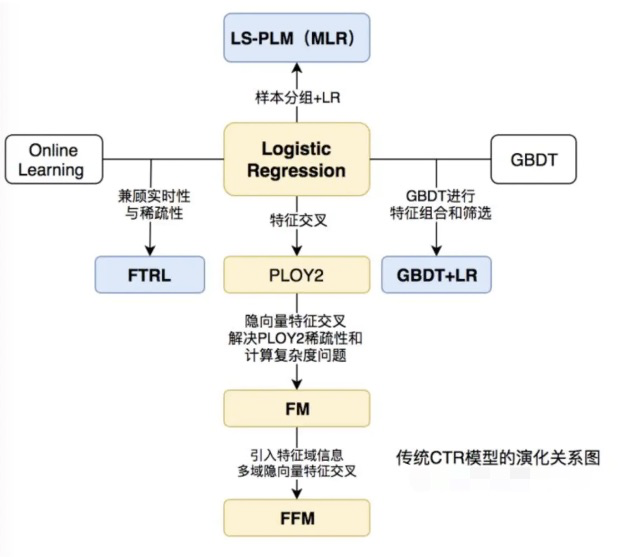 LS-PLM（MLR）
样本分组+LR
Online
Learning
Logistic
Regression
GBDT
兼顾实时性
与稀疏性
特征交叉
GBDT进行
特征组合和筛选
FTRL
PLOY2
GBDT+LR
隐向量特征交叉
解决PLOY2稀疏性和
计算复杂度问题
FM
引入特征域信息
多域隐向量特征交叉
传统CTR模型的演化关系图
FFM